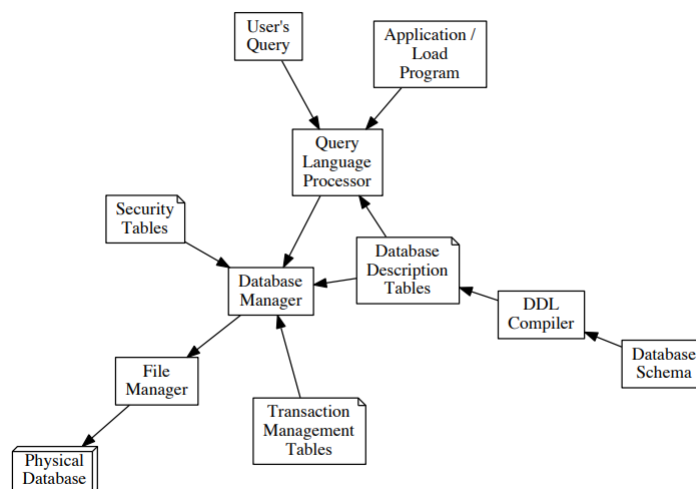 User's
Query
Application /
Load
Program
Query
Language
Processor
Security
Tables
Database
Description
Tables
Database
Manager
DDL
Compiler
Database
Schema
File
Manager
Transaction
Management
Tables
Physical
Database